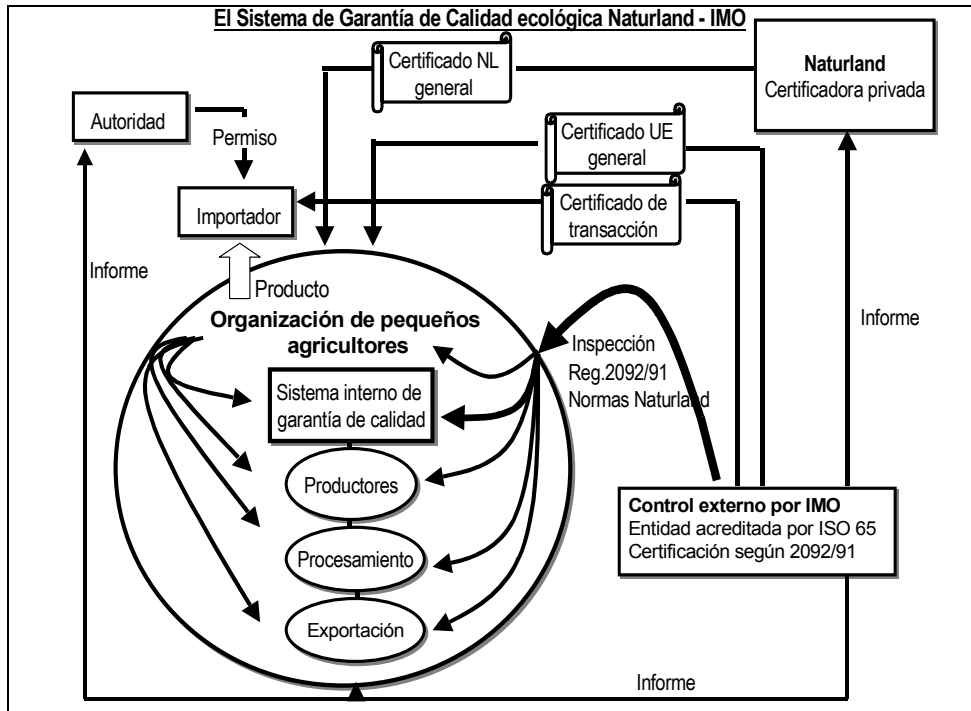 El Sistema de Garantía de Calidad ecológica Naturland - IMO
Certificado NL
general
Naturland
Certificadora privada
Autoridad
Permiso
Certificado UE
general
Importador
Certificado de
transacción
Informe
Producto
Informe
Organización de pequeños
agricultores
Inspección
Reg.2092/91
Normas Naturland
Sistema interno de
garantía de calidad
Productores
Control externo por IMO
Entidad acreditada por ISO 65
Certificación según 2092/91
Procesamiento
Exportación
Informe